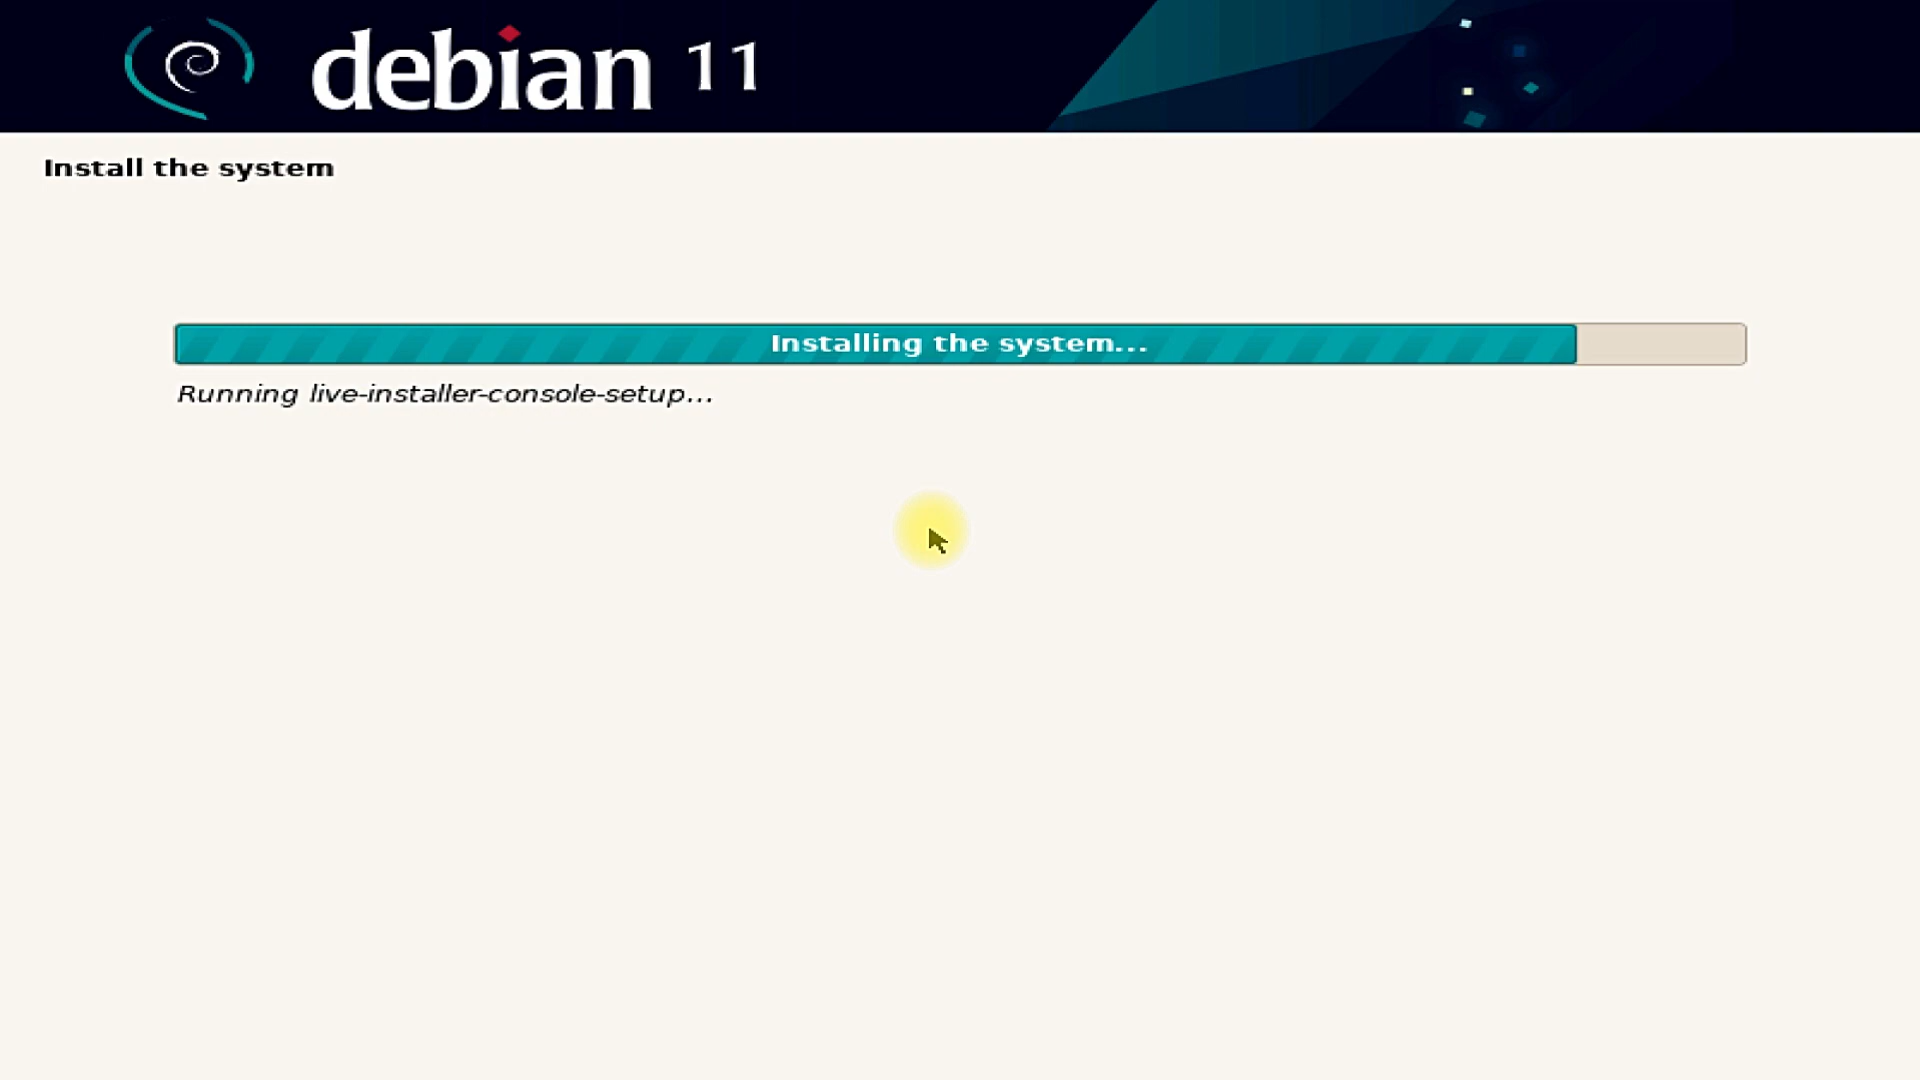 debian 11
Install the system
Installing the system...
Running live-installer-console-setup...